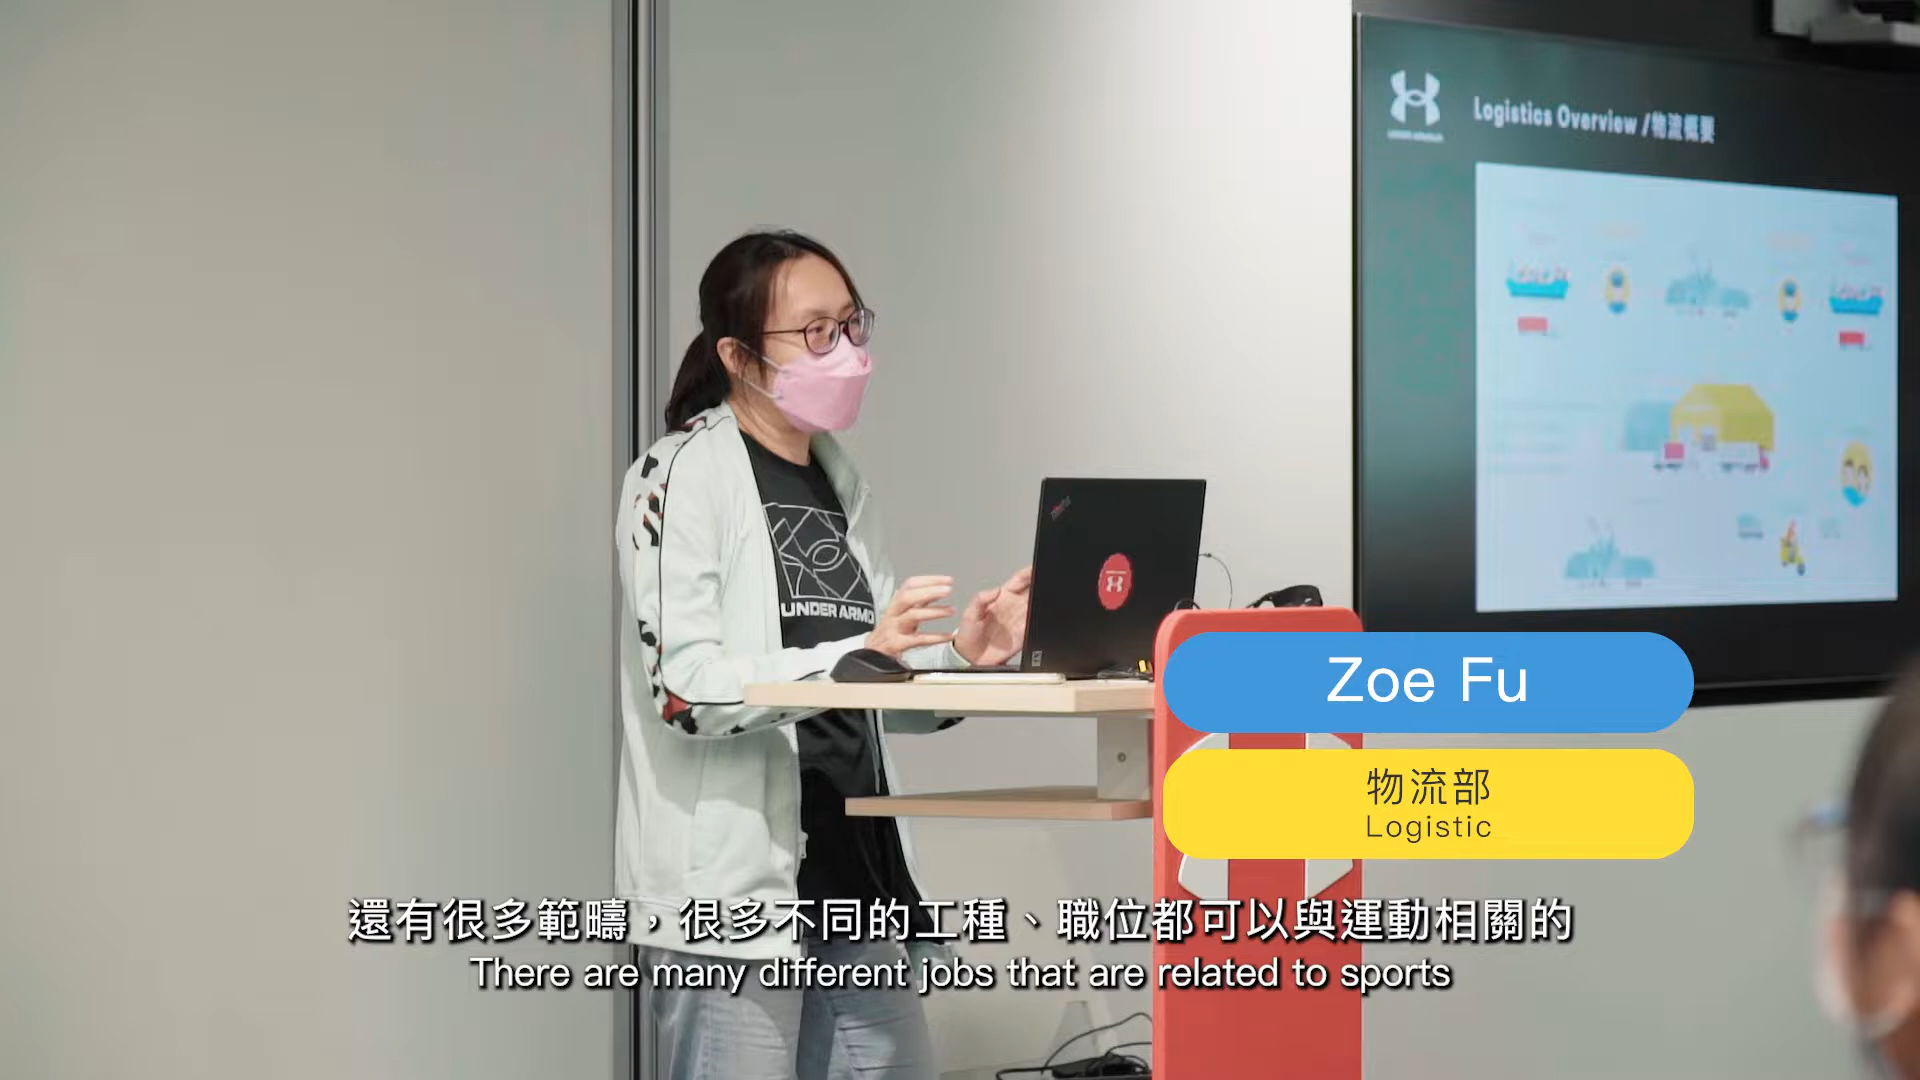 Logistics Overview /物流概要
UNDER ARMO
Zoe Fu
物流部
Logistic
還有很多範疇，很多不同的工種、職位都可以與運動相關的
There are many different jobs that are related to sports